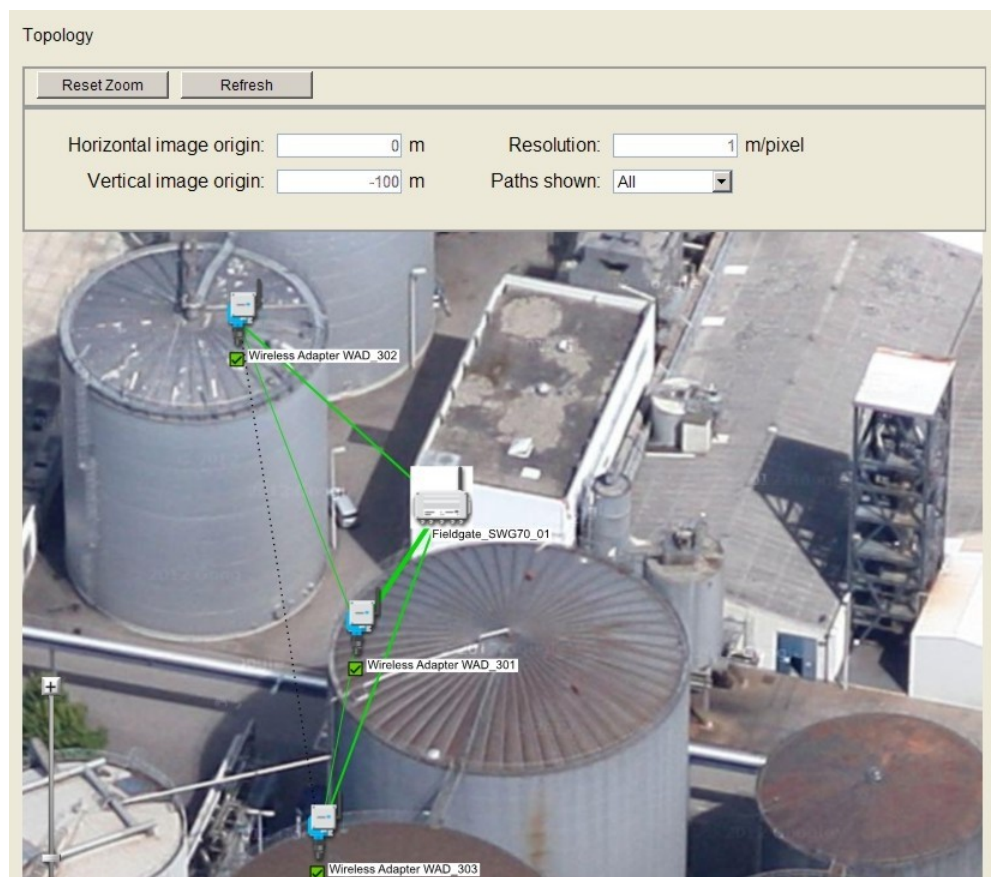 Topology
Reset Zoom Refresh
Horizontal image origin: 0 m Resolution: 1 m/pixel
Vertical image origin: -100 m Paths shown: All
Wireless Adapter WAD_302
Fieldgate_SWG70_01
Wireless Adapter WAD_301
+
Wireless Adapter WAD_303